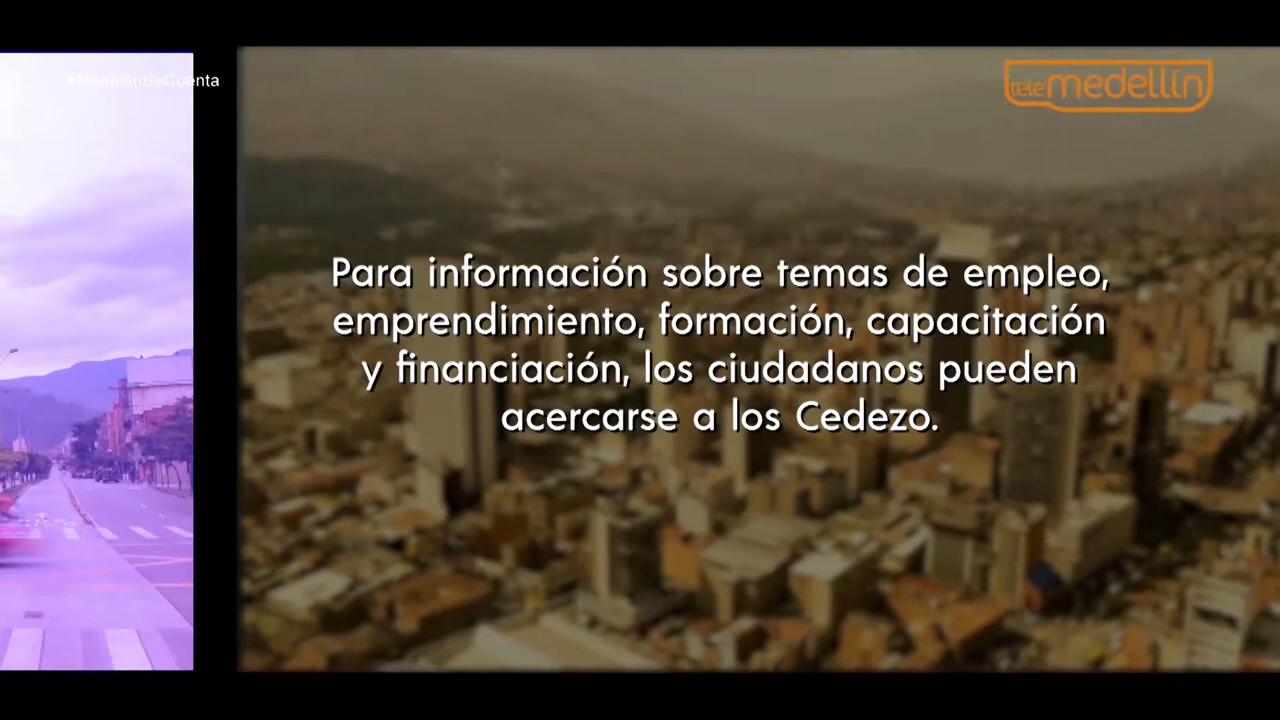 #MedellínSeCuenta
telemedellín
Para información sobre temas de empleo,
emprendimiento, formación, capacitación
y financiación, los ciudadanos pueden
acercarse a los Cedezo.